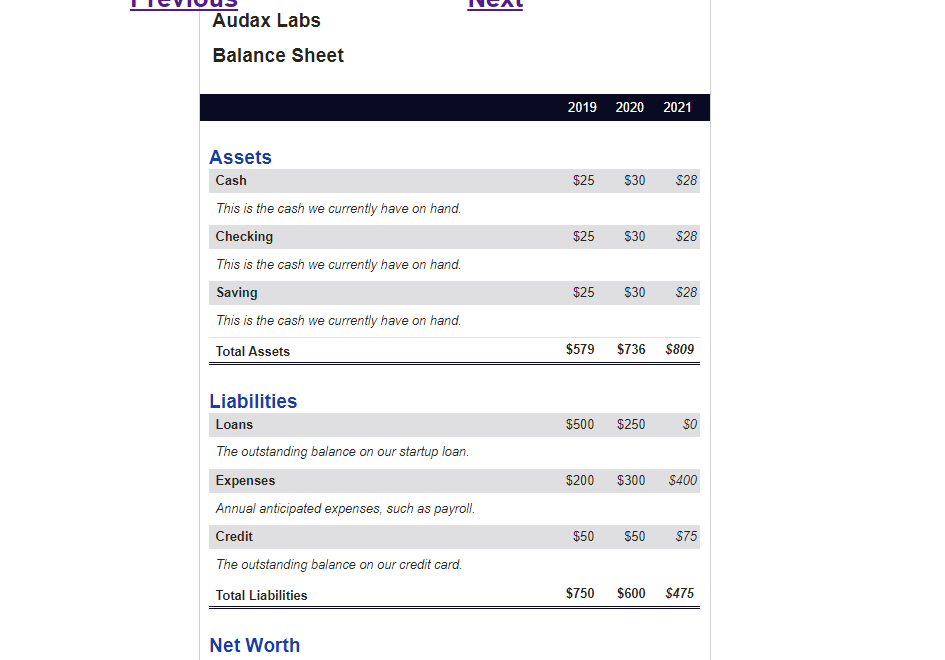 Previous Next
Audax Labs
Balance Sheet
2019 2020 2021
Assets
Cash $25 $30 $28
This is the cash we currently have on hand.
Checking $25 $30 $28
This is the cash we currently have on hand.
Saving $25 $30 $28
This is the cash we currently have on hand.
Total Assets $579 $736 $809
Liabilities
Loans $500 $250 $0
The outstanding balance on our startup loan.
Expenses $200 $300 $400
Annual anticipated expenses, such as payroll.
Credit $50 $50 $75
The outstanding balance on our credit card.
Total Liabilities $750 $600 $475
Net Worth